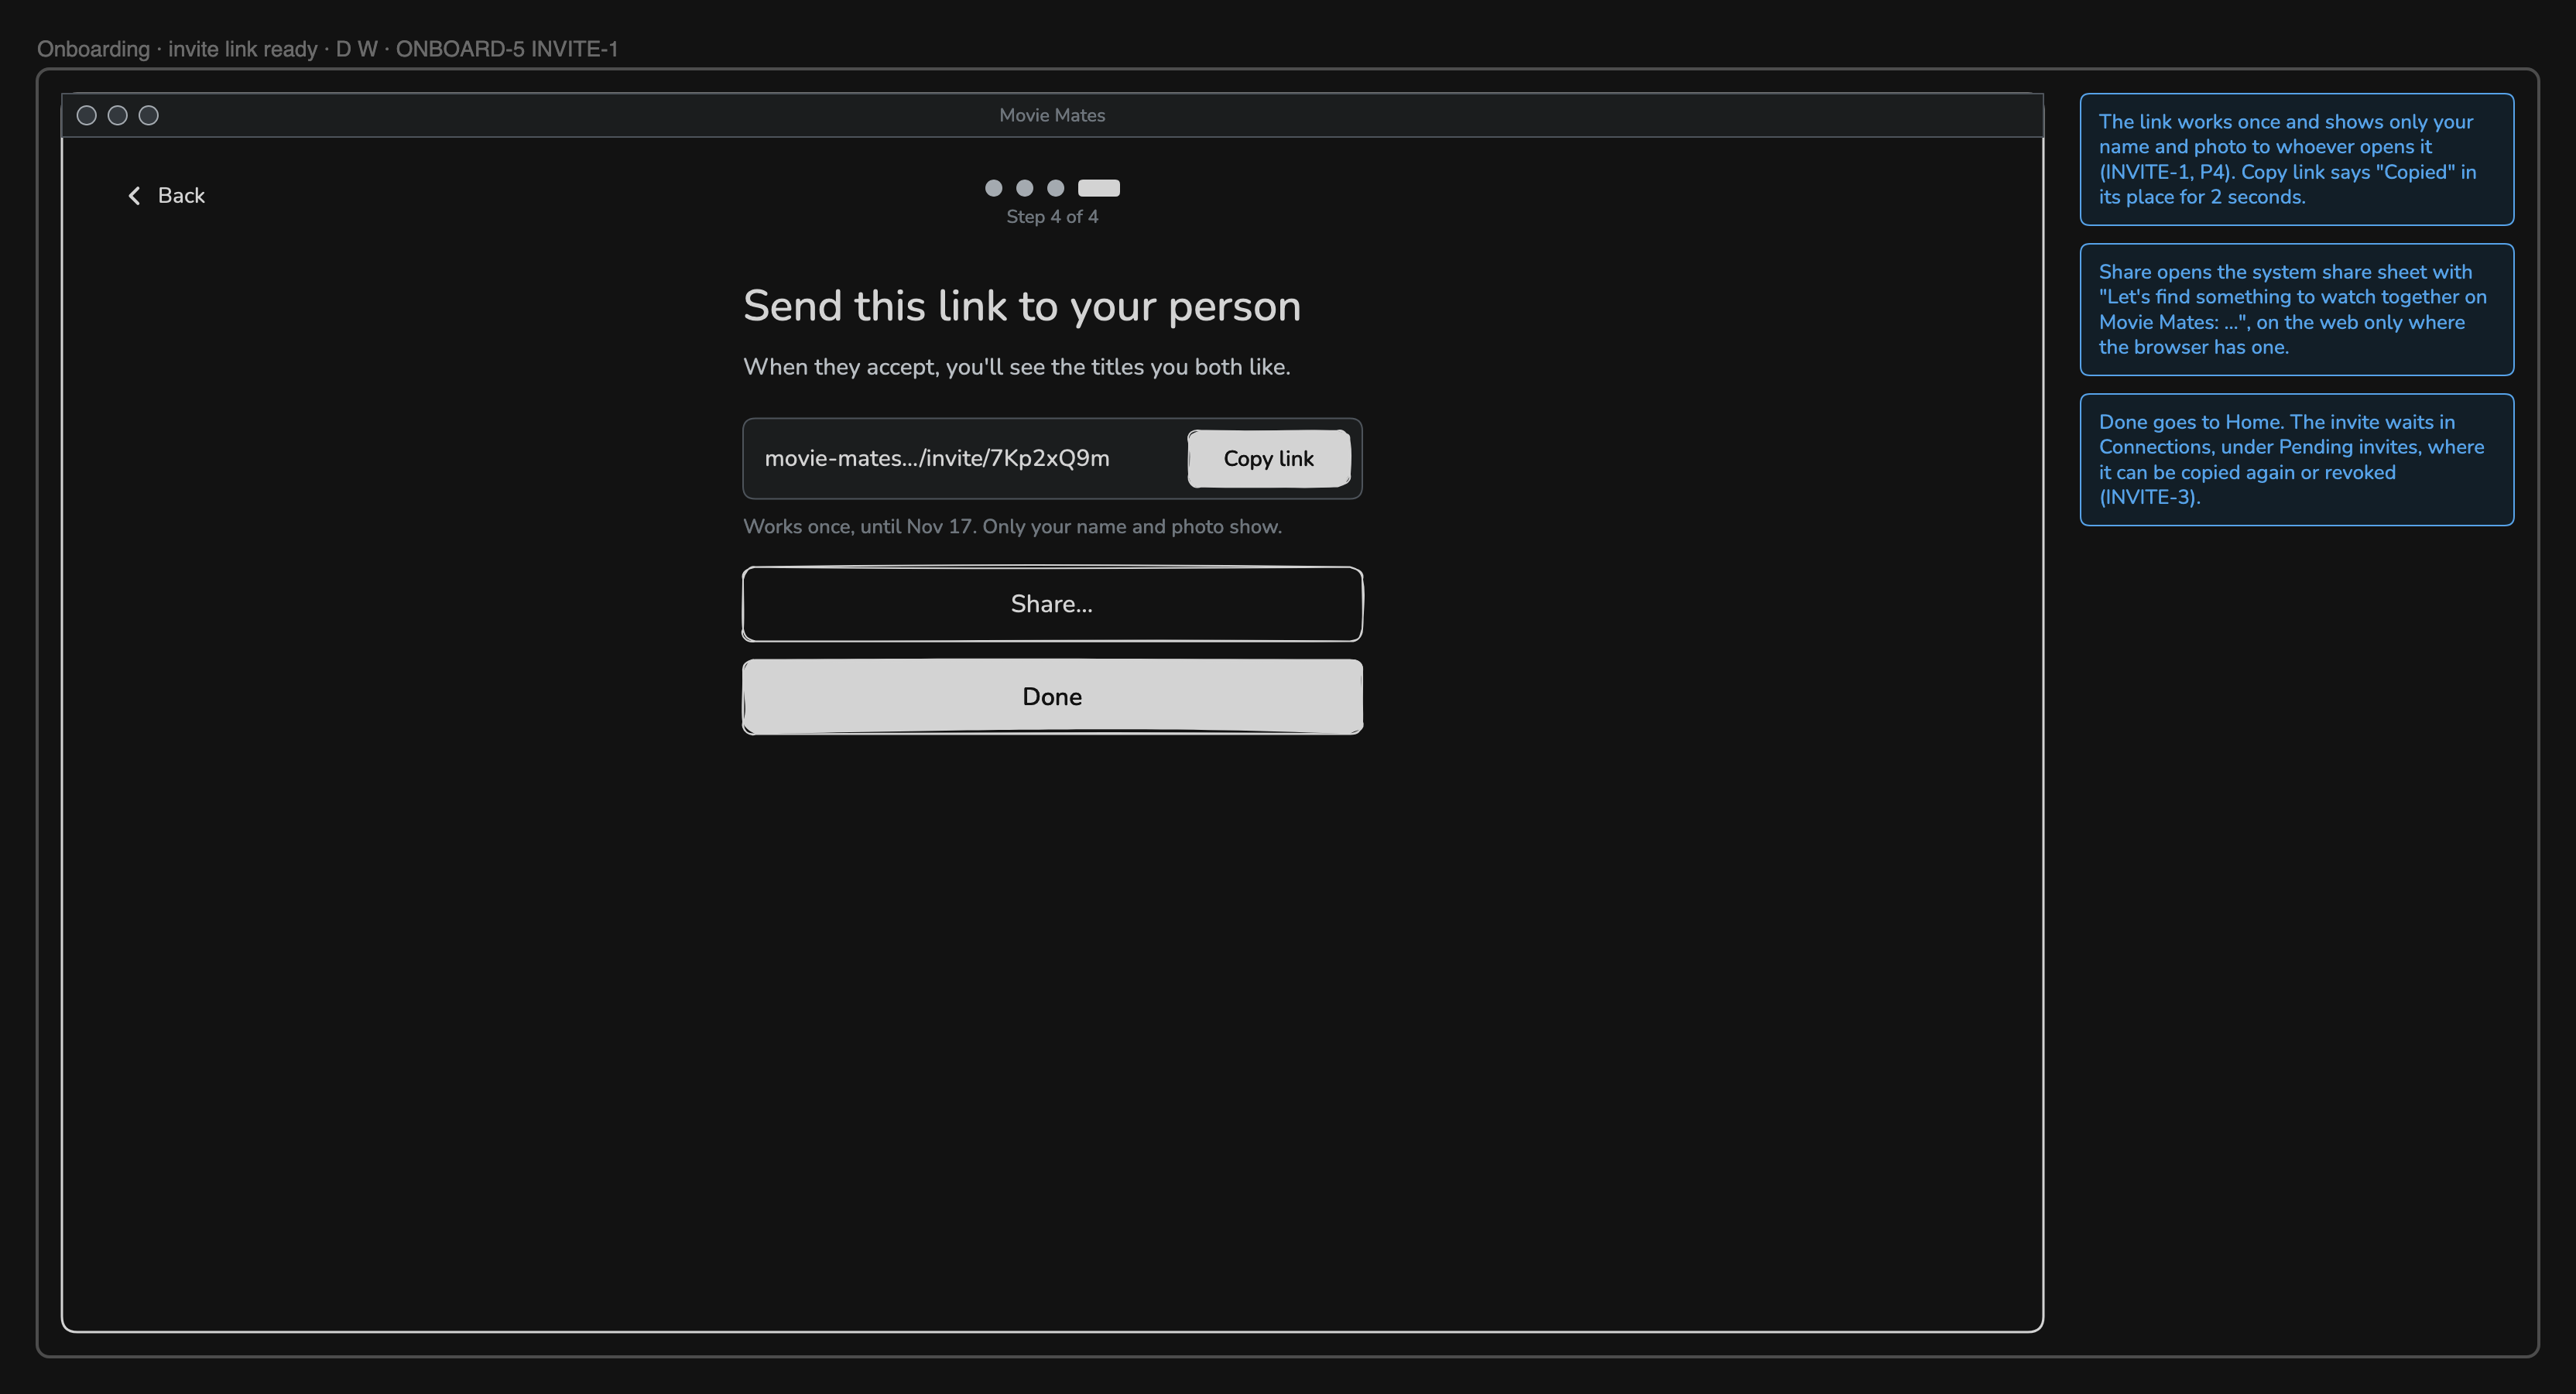 Onboarding · invite link ready · D W · ONBOARD-5 INVITE-1
Movie Mates
Back
Step 4 of 4
Send this link to your person
When they accept, you'll see the titles you both like.
movie-mates.../invite/7Kp2xQ9m
Copy link
Works once, until Nov 17. Only your name and photo show.
Share...
Done
The link works once and shows only your
name and photo to whoever opens it
(INVITE-1, P4). Copy link says "Copied" in
its place for 2 seconds.
Share opens the system share sheet with
"Let's find something to watch together on
Movie Mates: ...", on the web only where
the browser has one.
Done goes to Home. The invite waits in
Connections, under Pending invites, where
it can be copied again or revoked
(INVITE-3).